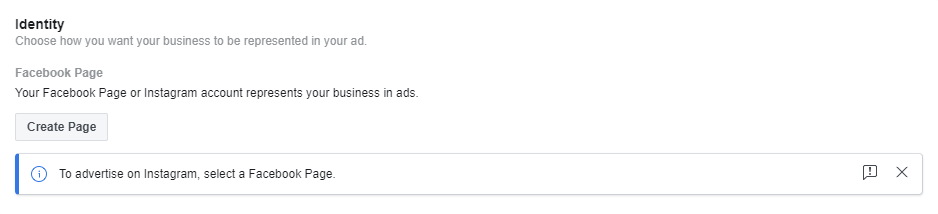 Identity
Choose how you want your business to be represented in your ad.
Facebook Page
Your Facebook Page or Instagram account represents your business in ads.
Create Page
To advertise on Instagram, select a Facebook Page.